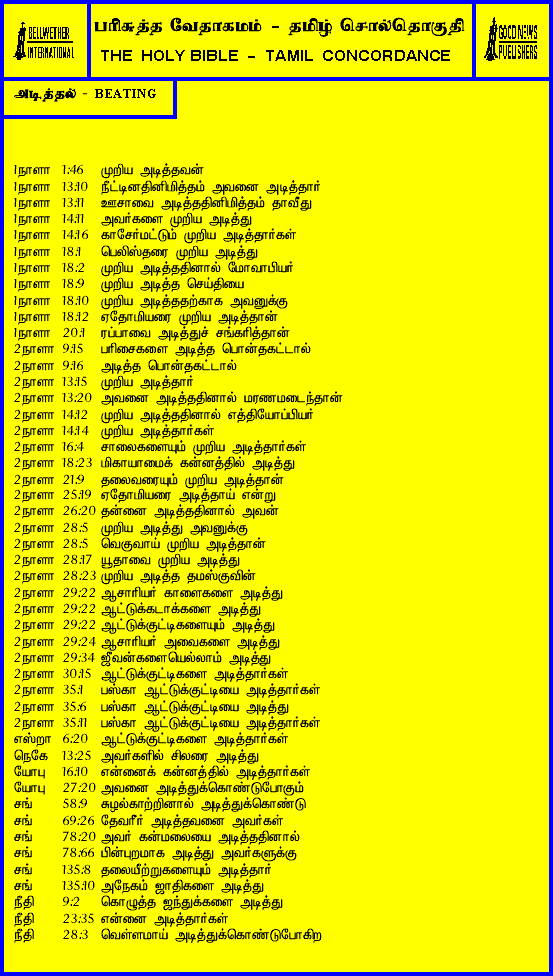 BELLWETHER
INTERNATIONAL
பரிசுத்த வேதாகமம் - தமிழ் சொல்தொகுதி
THE HOLY BIBLE - TAMIL CONCORDANCE
GOOD NEWS
PUBLISHERS
அடித்தல் - BEATING
1நாளா 1:46 முறிய அடித்தவன்
1நாளா 13:10 நீட்டினதினிமித்தம் அவனை அடித்தார்
1நாளா 13:11 ஊசாவை அடித்ததினிமித்தம் தாவீது
1நாளா 14:11 அவர்களை முறிய அடித்து
1நாளா 14:16 காசேர்மட்டும் முறிய அடித்தார்கள்
1நாளா 18:1 பெலிஸ்தரை முறிய அடித்து
1நாளா 18:2 முறிய அடித்ததினால் மோவாபியர்
1நாளா 18:9 முறிய அடித்த செய்தியை
1நாளா 18:10 முறிய அடித்ததற்காக அவனுக்கு
1நாளா 18:12 ஏதோமியரை முறிய அடித்தான்
1நாளா 20:1 ரப்பாவை அடித்துச் சங்கரித்தான்
2நாளா 9:15 பரிசைகளை அடித்த பொன்தகட்டால்
2நாளா 9:16 அடித்த பொன்தகட்டால்
2நாளா 13:15 முறிய அடித்தார்
2நாளா 13:20 அவனை அடித்ததினால் மரணமடைந்தான்
2நாளா 14:12 முறிய அடித்ததினால் எத்தியோப்பியர்
2நாளா 14:14 முறிய அடித்தார்கள்
2நாளா 16:4 சாலைகளையும் முறிய அடித்தார்கள்
2நாளா 18:23 மிகாயாமைக் கன்னத்தில் அடித்து
2நாளா 21:9 தலைவரையும் முறிய அடித்தான்
2நாளா 25:19 ஏதோமியரை அடித்தாய் என்று
2நாளா 26:20 தன்னை அடித்ததினால் அவன்
2நாளா 28:5 முறிய அடித்து அவனுக்கு
2நாளா 28:5 வெகுவாய் முறிய அடித்தான்
2நாளா 28:17 யூதாவை முறிய அடித்து
2நாளா 28:23 முறிய அடித்த தமஸ்குவின்
2நாளா 29:22 ஆசாரியர் காளைகளை அடித்து
2நாளா 29:22 ஆட்டுக்கடாக்களை அடித்து
2நாளா 29:22 ஆட்டுக்குட்டிகளையும் அடித்து
2நாளா 29:24 ஆசாரியர் அவைகளை அடித்து
2நாளா 29:34 ஜீவன்களையெல்லாம் அடித்து
2நாளா 30:15 ஆட்டுக்குட்டிகளை அடித்தார்கள்
2நாளா 35:1 பஸ்கா ஆட்டுக்குட்டியை அடித்தார்கள்
2நாளா 35:6 பஸ்கா ஆட்டுக்குட்டியை அடித்து
2நாளா 35:11 பஸ்கா ஆட்டுக்குட்டியை அடித்தார்கள்
எஸ்றா 6:20 ஆட்டுக்குட்டிகளை அடித்தார்கள்
நெகே 13:25 அவர்களில் சிலரை அடித்து
யோபு 16:10 என்னைக் கன்னத்தில் அடித்தார்கள்
யோபு 27:20 அவனை அடித்துக்கொண்டுபோகும்
சங் 58:9 சுழல்காற்றினால் அடித்துக்கொண்டு
சங் 69:26 தேவரீர் அடித்தவனை அவர்கள்
சங் 78:20 அவர் கன்மலையை அடித்ததினால்
சங் 78:66 பின்புறமாக அடித்து அவர்களுக்கு
சங் 135:8 தலையீற்றுகளையும் அடித்தார்
சங் 135:10 அநேகம் ஜாதிகளை அடித்து
நீதி 9:2 கொழுத்த ஜந்துக்களை அடித்து
நீதி 23:35 என்னை அடித்தார்கள்
நீதி 28:3 வெள்ளமாய் அடித்துக்கொண்டுபோகிற